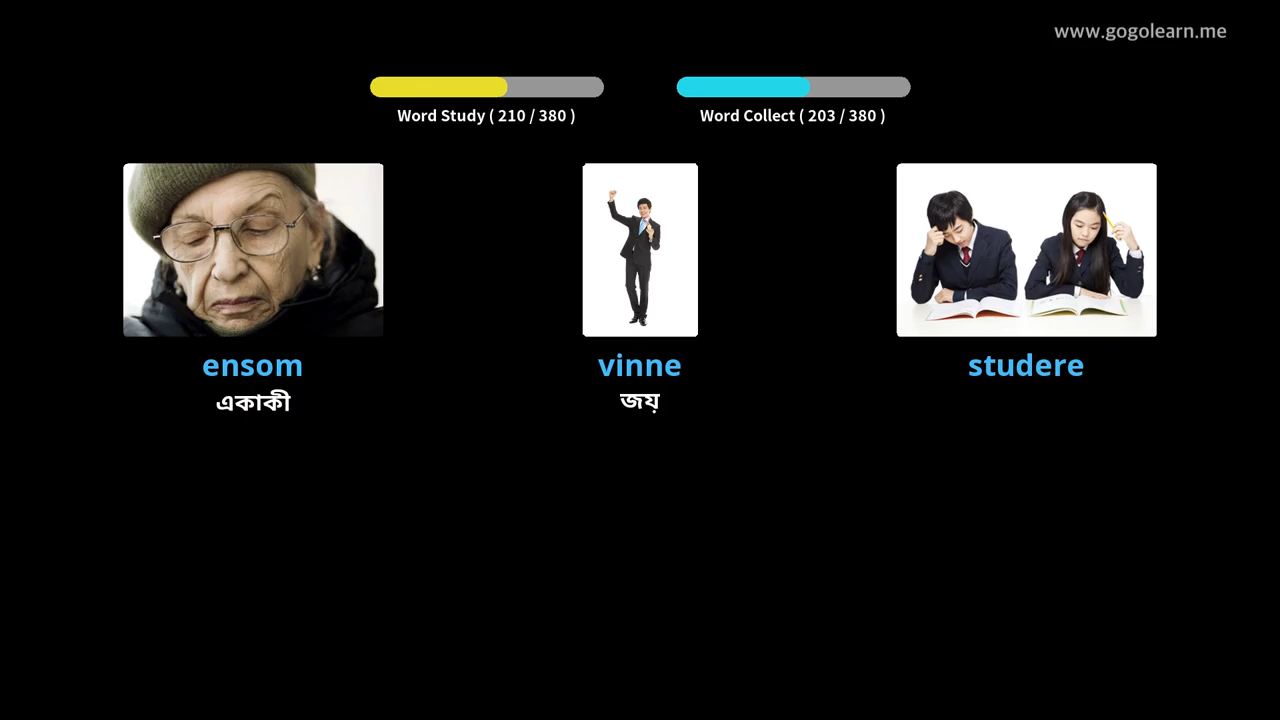 www.gogolearn.me
Word Study ( 210 / 380 )
Word Collect ( 203 / 380 )
ensom
vinne
studere
একাকী
জয়